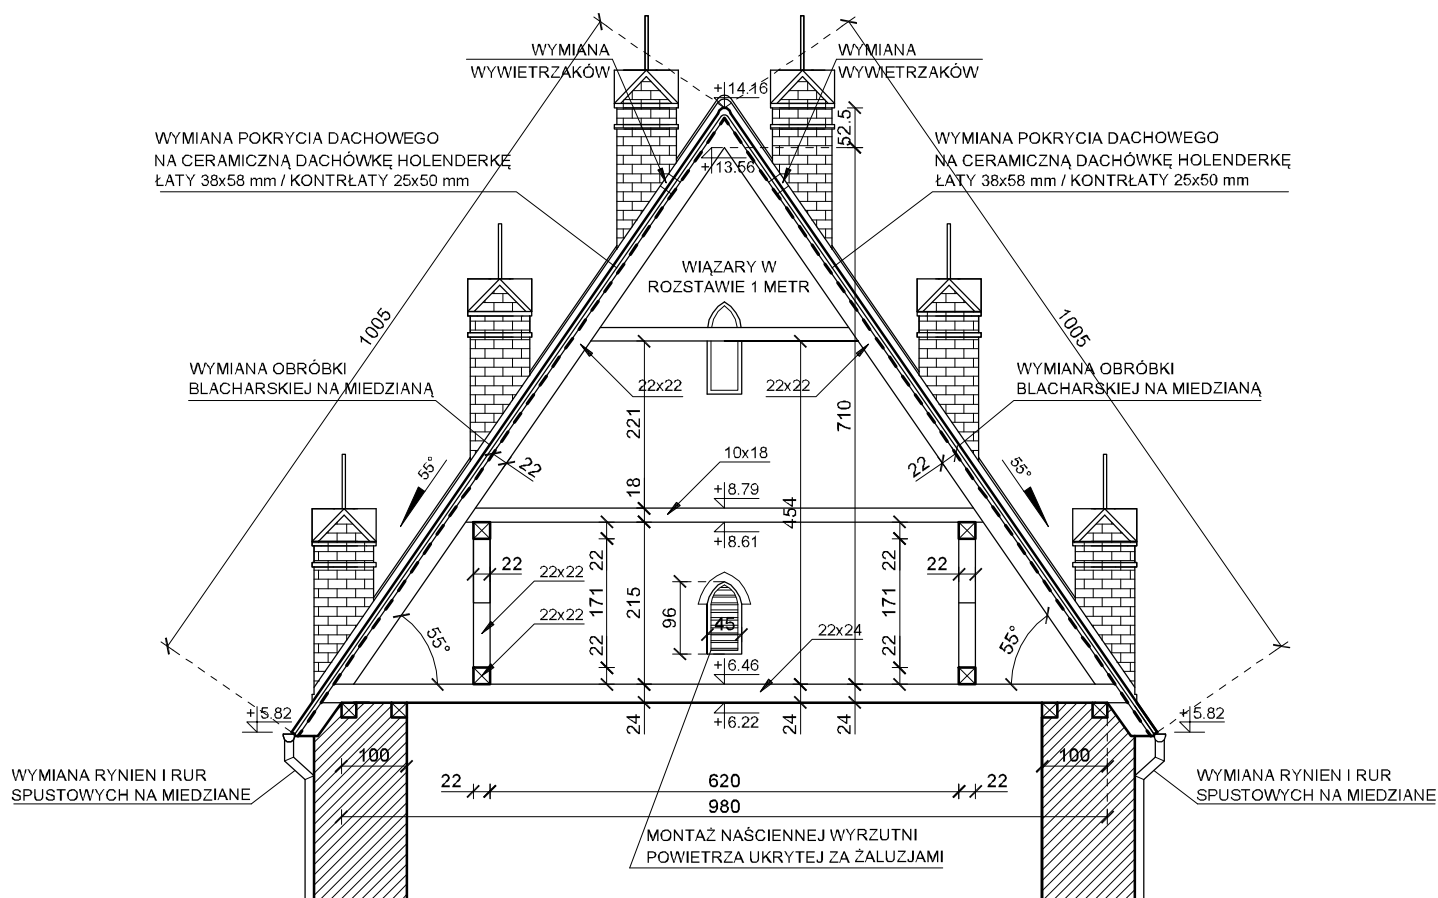 WYMIANA
WYWIETRZAKÓW
WYMIANA
WYWIETRZAKÓW
+14.16
52.5
WYMIANA POKRYCIA DACHOWEGO
NA CERAMICZNĄ DACHÓWKĘ HOLENDERKĘ
ŁATY 38x58 mm / KONTRŁATY 25x50 mm
WYMIANA POKRYCIA DACHOWEGO
NA CERAMICZNĄ DACHÓWKĘ HOLENDERKĘ
ŁATY 38x58 mm / KONTRŁATY 25x50 mm
+13.56
WIĄZARY W
ROZSTAWIE 1 METR
1005
1005
WYMIANA OBRÓBKI
BLACHARSKIEJ NA MIEDZIANĄ
WYMIANA OBRÓBKI
BLACHARSKIEJ NA MIEDZIANĄ
22x22
22x22
221
710
55°
22
10x18
22
55°
18
+8.79
454
+8.61
22
22
22
22
22x22
171
215
96
45
171
22x22
22
22x24
22
55°
55°
+6.46
+5.82
24
+6.22
24
24
+5.82
100
100
WYMIANA RYNIEN I RUR
SPUSTOWYCH NA MIEDZIANE
22
620
22
WYMIANA RYNIEN I RUR
SPUSTOWYCH NA MIEDZIANE
980
MONTAŻ NAŚCIENNEJ WYRZUTNI
POWIETRZA UKRYTEJ ZA ŻALUZJAMI